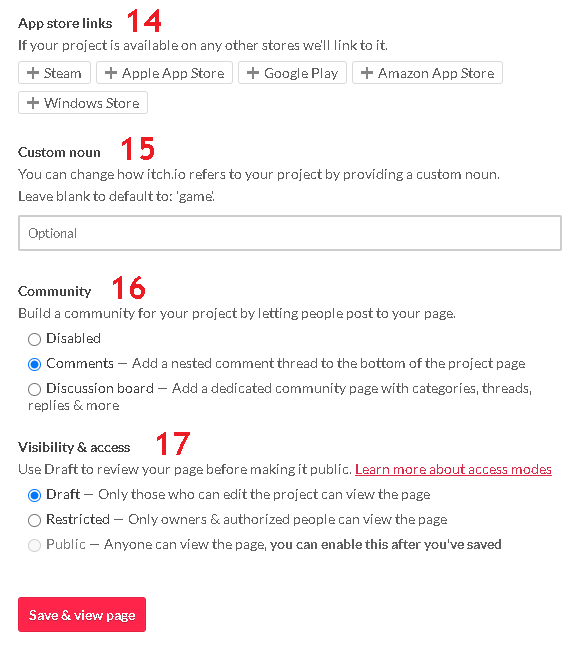 App store links 14
If your project is available on any other stores we'll link to it.
+ Steam + Apple App Store + Google Play + Amazon App Store
+ Windows Store
Custom noun 15
You can change how itch.io refers to your project by providing a custom noun.
Leave blank to default to: 'game'.
Optional
Community 16
Build a community for your project by letting people post to your page.
Disabled
Comments — Add a nested comment thread to the bottom of the project page
Discussion board — Add a dedicated community page with categories, threads,
replies & more
Visibility & access 17
Use Draft to review your page before making it public. Learn more about access modes
Draft — Only those who can edit the project can view the page
Restricted — Only owners & authorized people can view the page
Public — Anyone can view the page, you can enable this after you've saved
Save & view page